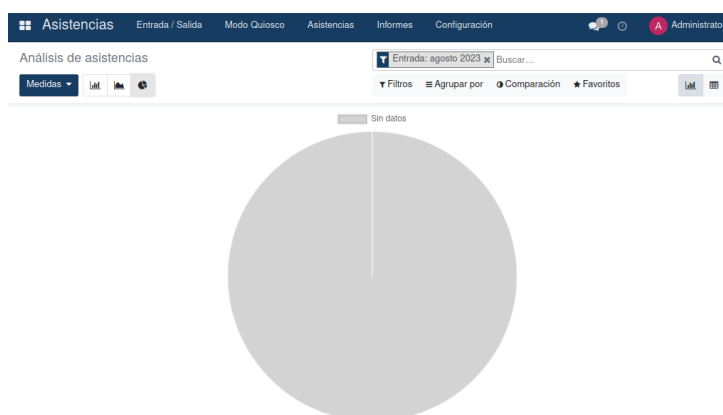 Asistencias Entrada / Salida Modo Quiosco Asistencias Informes Configuración 1 A Administrato
Análisis de asistencias
Entrada: agosto 2023 Buscar...
Medidas Filtros Agrupar por Comparación Favoritos
Sin datos